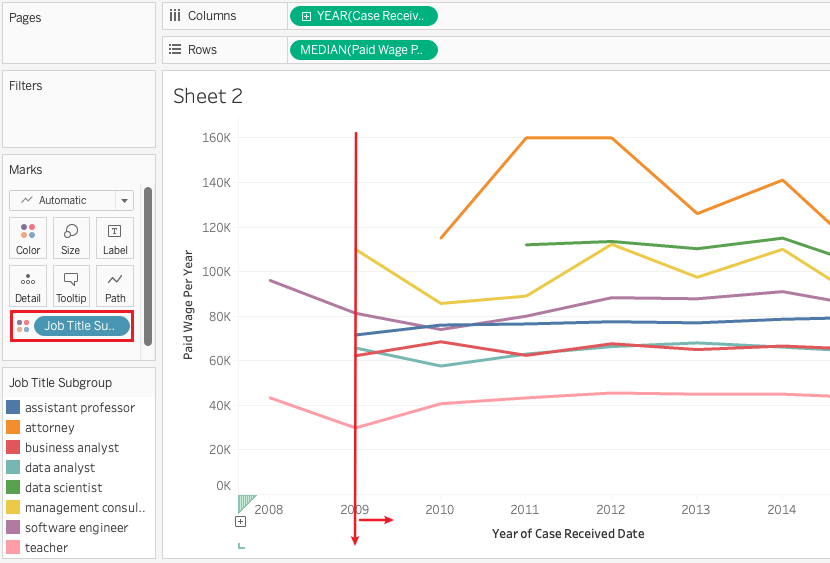 Pages
Columns
YEAR(Case Receiv..
Rows
MEDIAN(Paid Wage P..
Filters
Marks
Automatic
Color
Size
Label
Detail
Tooltip
Path
Job Title Su..
Job Title Subgroup
assistant professor
attorney
business analyst
data analyst
data scientist
management consul..
software engineer
teacher
Sheet 2
Paid Wage Per Year
160K
140K
120K
100K
80K
60K
40K
20K
0K
2008 2009 2010 2011 2012 2013 2014
Year of Case Received Date